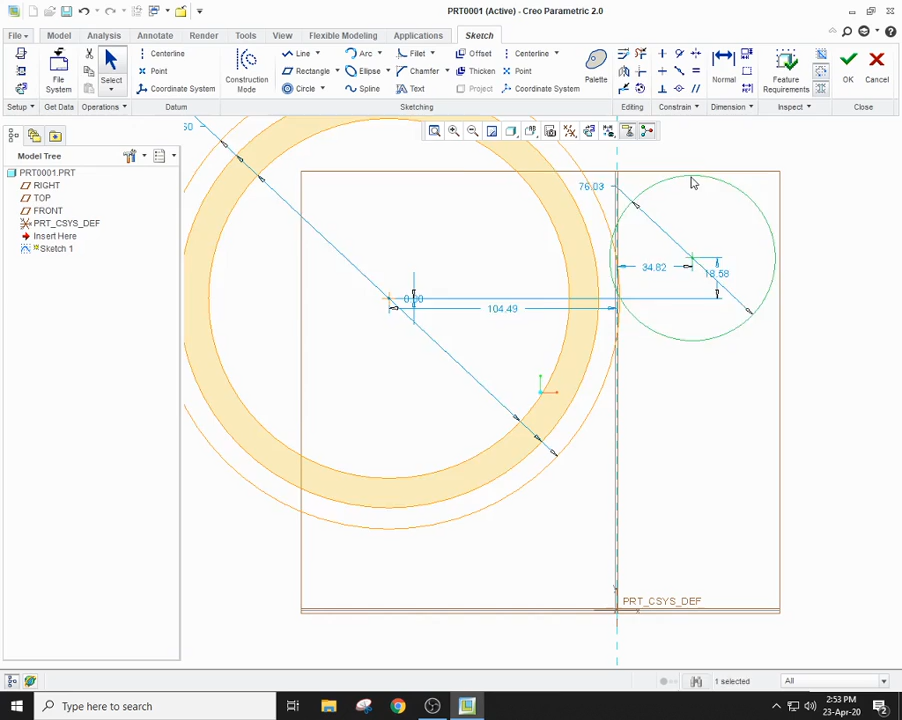 PRT0001 (Active) - Creo Parametric 2.0
File Model Analysis Annotate Render Tools View Flexible Modeling Applications Sketch
Centerline Line Arc Fillet Offset Centerline
Point Rectangle Ellipse Chamfer Thicken Point
Coordinate System Circle Spline Text Project Coordinate System
File System
Select
Construction Mode
Palette
Normal
Feature Requirements
OK
Cancel
Setup Get Data Operations Datum Sketching Editing Constrain Dimension Inspect Close
Model Tree
PRT0001.PRT
RIGHT
TOP
FRONT
PRT_CSYS_DEF
Insert Here
*Sketch 1
60
76.03
34.82
18.58
0.00
104.49
PRT_CSYS_DEF
1 selected
All
Type here to search
2:53 PM
23-Apr-20
2